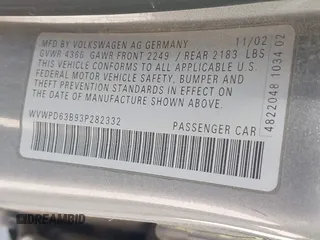 MFD BY VOLKSWAGEN AG GERMANY 11/02
GVWR 4366 GAWR FRONT 2249 / REAR 2183 LBS
THIS VEHICLE CONFORMS TO ALL APPLICABLE
FEDERAL MOTOR VEHICLE SAFETY, BUMPER AND
THEFT PREVENTION STANDARDS IN EFFECT ON
THE DATE OF MANUFACTURE SHOWN ABOVE.
WVWPD63B93P282332 PASSENGER CAR
4822048 1034 02
DREAMBID